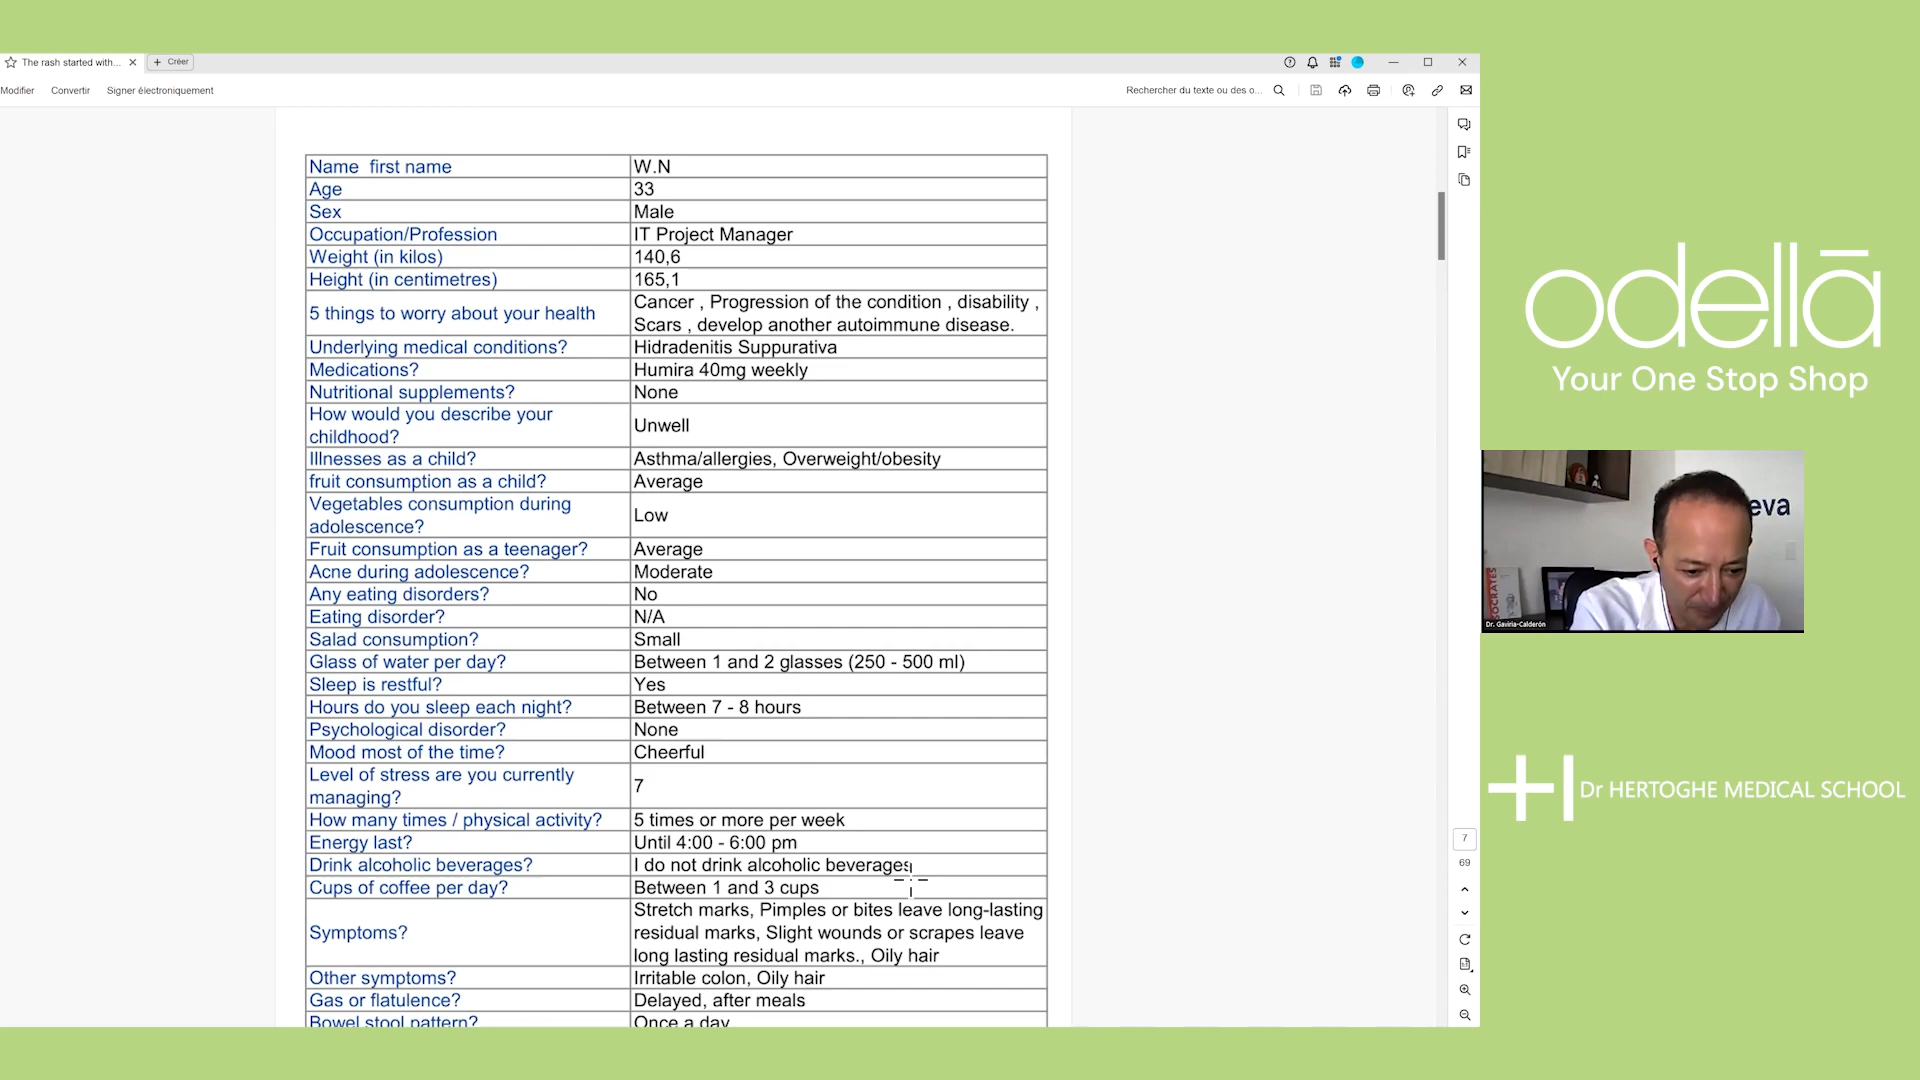 The rash started with...
Créer
Modifier
Convertir
Signer électroniquement
Rechercher du texte ou des o...
Name first name W.N
Age 33
Sex Male
Occupation/Profession IT Project Manager
Weight (in kilos) 140,6
Height (in centimetres) 165,1
5 things to worry about your health Cancer , Progression of the condition , disability ,
Scars , develop another autoimmune disease.
Underlying medical conditions? Hidradenitis Suppurativa
Medications? Humira 40mg weekly
Nutritional supplements? None
How would you describe your
childhood? Unwell
Illnesses as a child? Asthma/allergies, Overweight/obesity
fruit consumption as a child? Average
Vegetables consumption during
adolescence? Low
Fruit consumption as a teenager? Average
Acne during adolescence? Moderate
Any eating disorders? No
Eating disorder? N/A
Salad consumption? Small
Glass of water per day? Between 1 and 2 glasses (250 - 500 ml)
Sleep is restful? Yes
Hours do you sleep each night? Between 7 - 8 hours
Psychological disorder? None
Mood most of the time? Cheerful
Level of stress are you currently
managing? 7
How many times / physical activity? 5 times or more per week
Energy last? Until 4:00 - 6:00 pm
Drink alcoholic beverages? I do not drink alcoholic beverages
Cups of coffee per day? Between 1 and 3 cups
Symptoms? Stretch marks, Pimples or bites leave long-lasting
residual marks, Slight wounds or scrapes leave
long lasting residual marks., Oily hair
Other symptoms? Irritable colon, Oily hair
Gas or flatulence? Delayed, after meals
Bowel stool pattern? Once a day
7
69
odellā
Your One Stop Shop
eva
SOCRATES
Dr. Gaviria-Calderón
Dr HERTOGHE MEDICAL SCHOOL